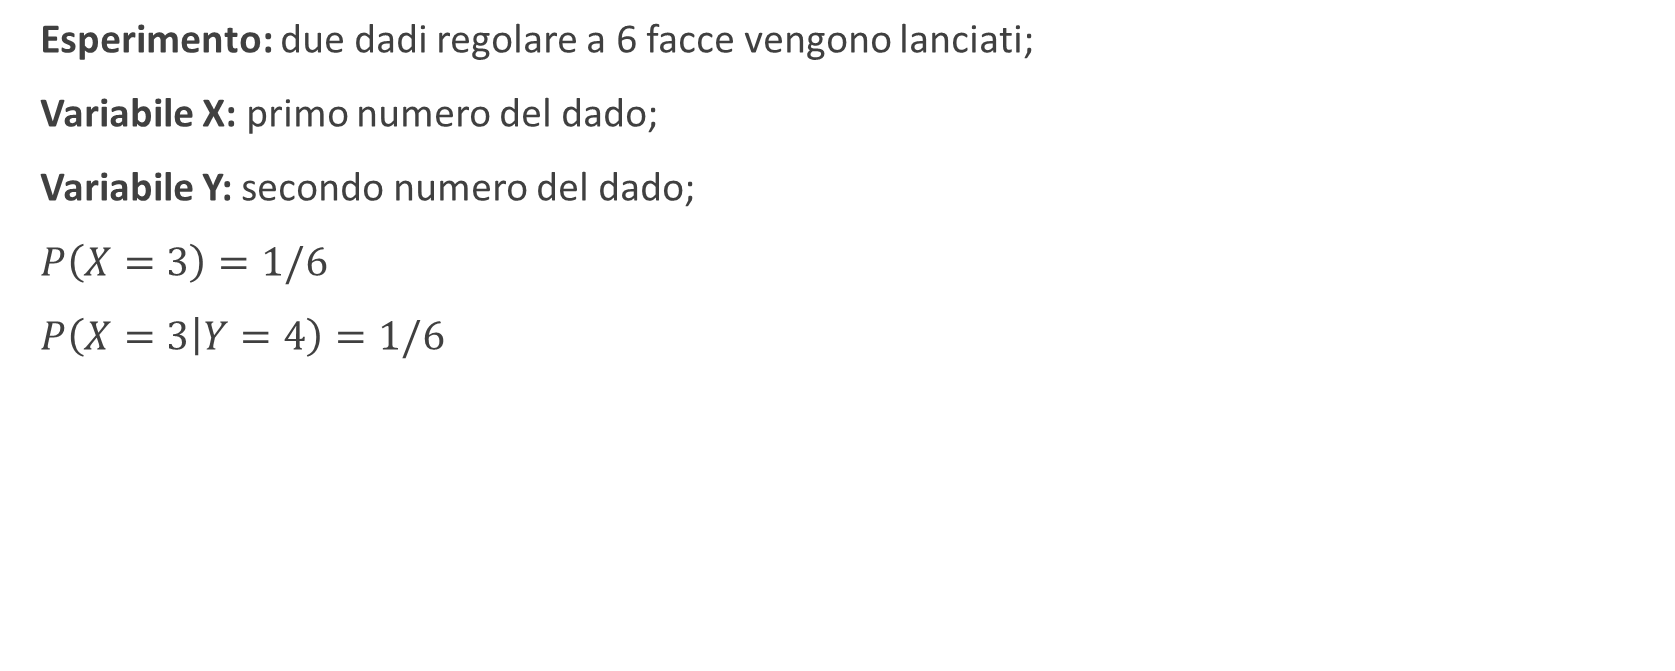 Esperimento: due dadi regolare a 6 facce vengono lanciati;
Variabile X: primo numero del dado;
Variabile Y: secondo numero del dado;
P(X = 3) = 1/6
P(X = 3|Y = 4) = 1/6